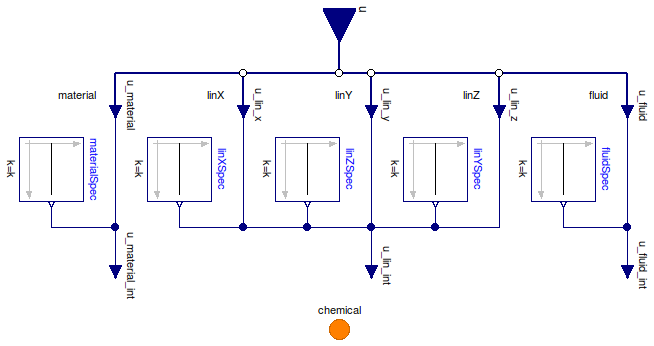 u
material
linX
linY
linZ
fluid
u_material
u_lin_x
u_lin_y
u_lin_z
u_fluid
k=k
materialSpec
k=k
linXSpec
k=k
linZSpec
k=k
linYSpec
k=k
fluidSpec
u_material_int
u_lin_int
u_fluid_int
chemical